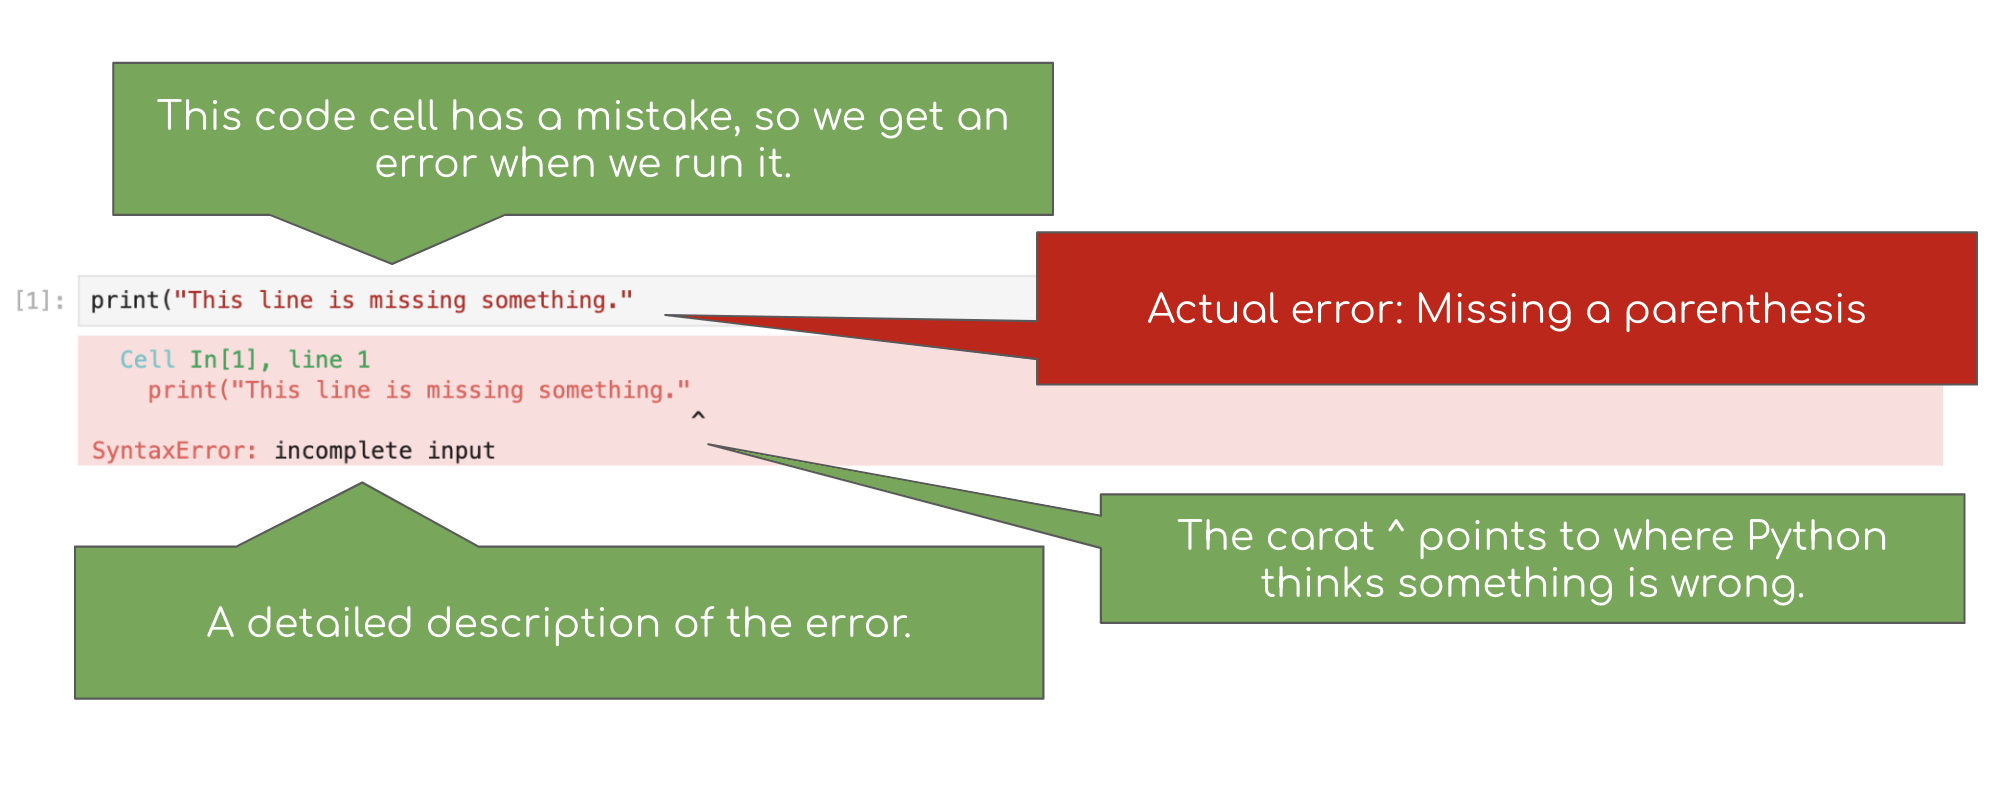 This code cell has a mistake, so we get an
error when we run it.
[1]: print("This line is missing something."
Actual error: Missing a parenthesis
Cell In[1], line 1
print("This line is missing something."
^
SyntaxError: incomplete input
The carat ^ points to where Python
thinks something is wrong.
A detailed description of the error.